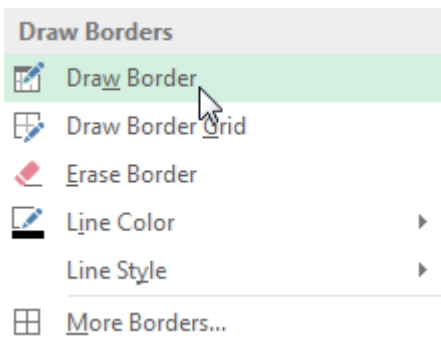 Draw Borders
Draw Border
Draw Border Grid
Erase Border
Line Color
Line Style
More Borders...